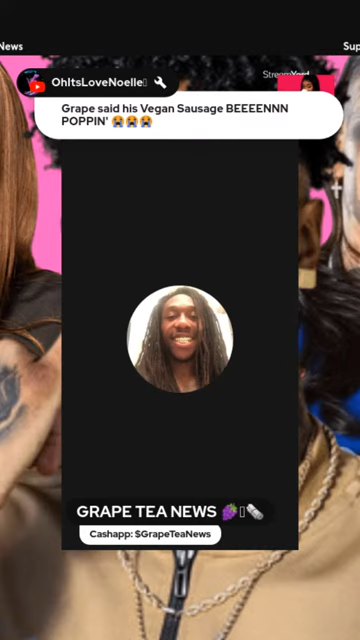 News
Sup
StreamYard
OhItsLoveNoelle
Grape said his Vegan Sausage BEEEENNN
POPPIN' 😭😭😭
GRAPE TEA NEWS 🍇🗞️
Cashapp: $GrapeTeaNews